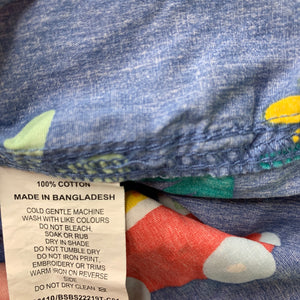 100% COTTON
MADE IN BANGLADESH
COLD GENTLE MACHINE
WASH WITH LIKE COLOURS
DO NOT BLEACH.
SOAK OR RUB
DRY IN SHADE
DO NOT TUMBLE DRY
DO NOT IRON PRINT,
EMBROIDERY OR TRIMS
WARM IRON ON REVERSE
SIDE
DO NOT DRY CLEAN